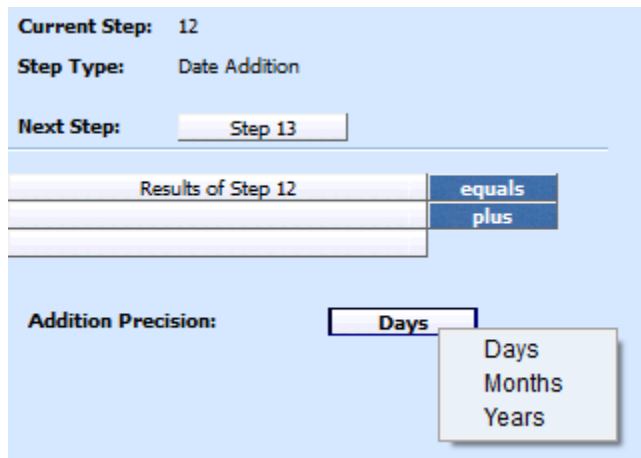 Current Step: 12
Step Type: Date Addition
Next Step: Step 13
Results of Step 12 equals
plus
Addition Precision: Days
Days
Months
Years